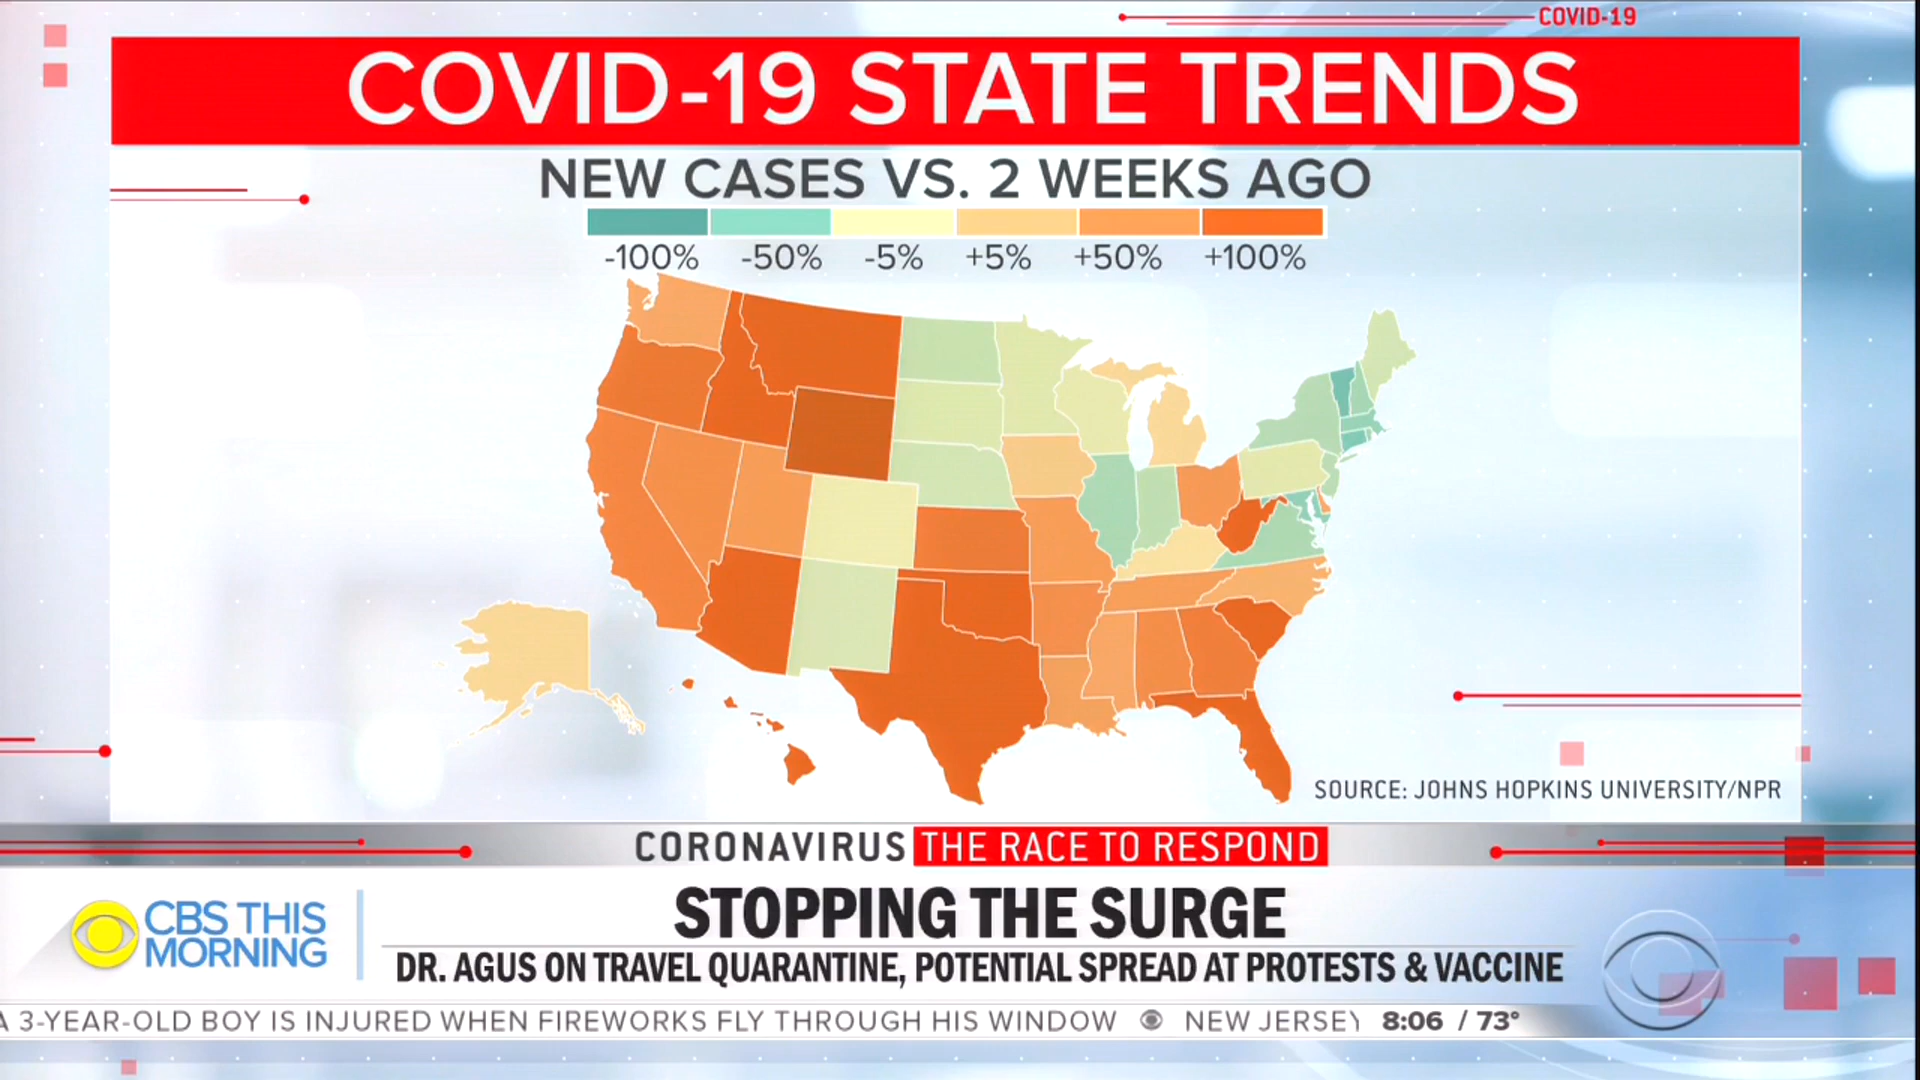 COVID-19
COVID-19 STATE TRENDS
NEW CASES VS. 2 WEEKS AGO
-100% -50% -5% +5% +50% +100%
SOURCE: JOHNS HOPKINS UNIVERSITY/NPR
CORONAVIRUS THE RACE TO RESPOND
CBS THIS
MORNING
STOPPING THE SURGE
DR. AGUS ON TRAVEL QUARANTINE, POTENTIAL SPREAD AT PROTESTS & VACCINE
A 3-YEAR-OLD BOY IS INJURED WHEN FIREWORKS FLY THROUGH HIS WINDOW NEW JERSEY 8:06 / 73°